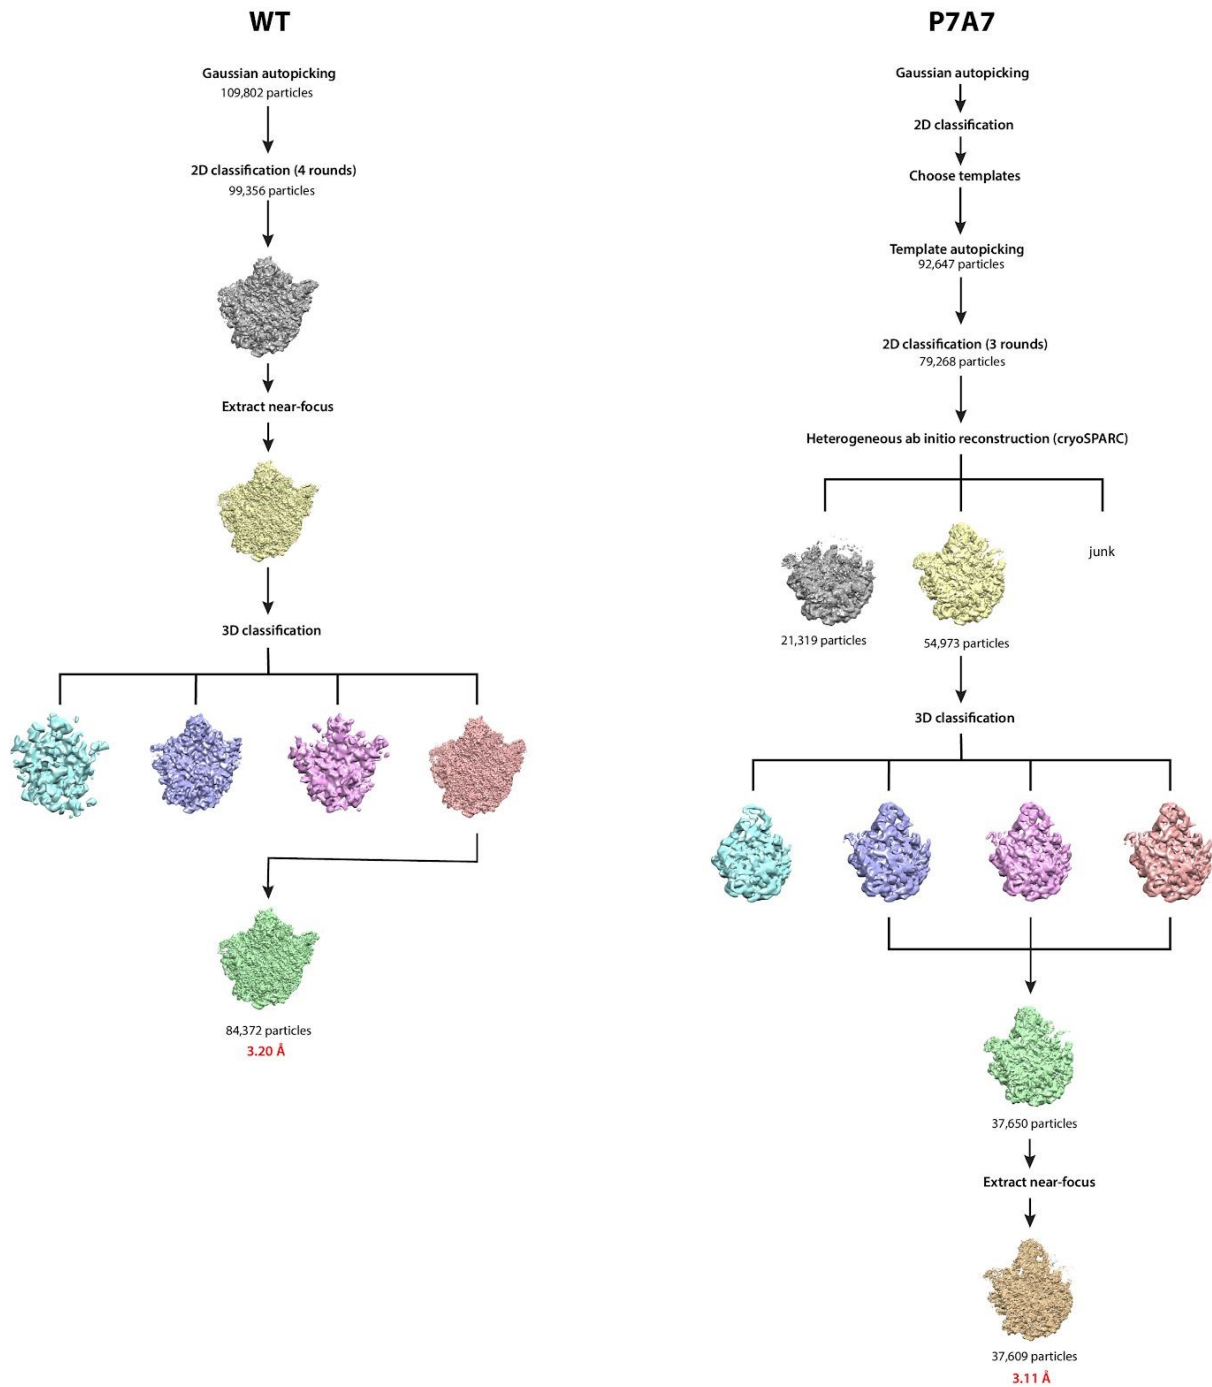 WT
Gaussian autopicking
109,802 particles
2D classification (4 rounds)
99,356 particles
Extract near-focus
3D classification
84,372 particles
3.20 Å
P7A7
Gaussian autopicking
2D classification
Choose templates
Template autopicking
92,647 particles
2D classification (3 rounds)
79,268 particles
Heterogeneous ab initio reconstruction (cryoSPARC)
junk
21,319 particles
54,973 particles
3D classification
37,650 particles
Extract near-focus
37,609 particles
3.11 Å